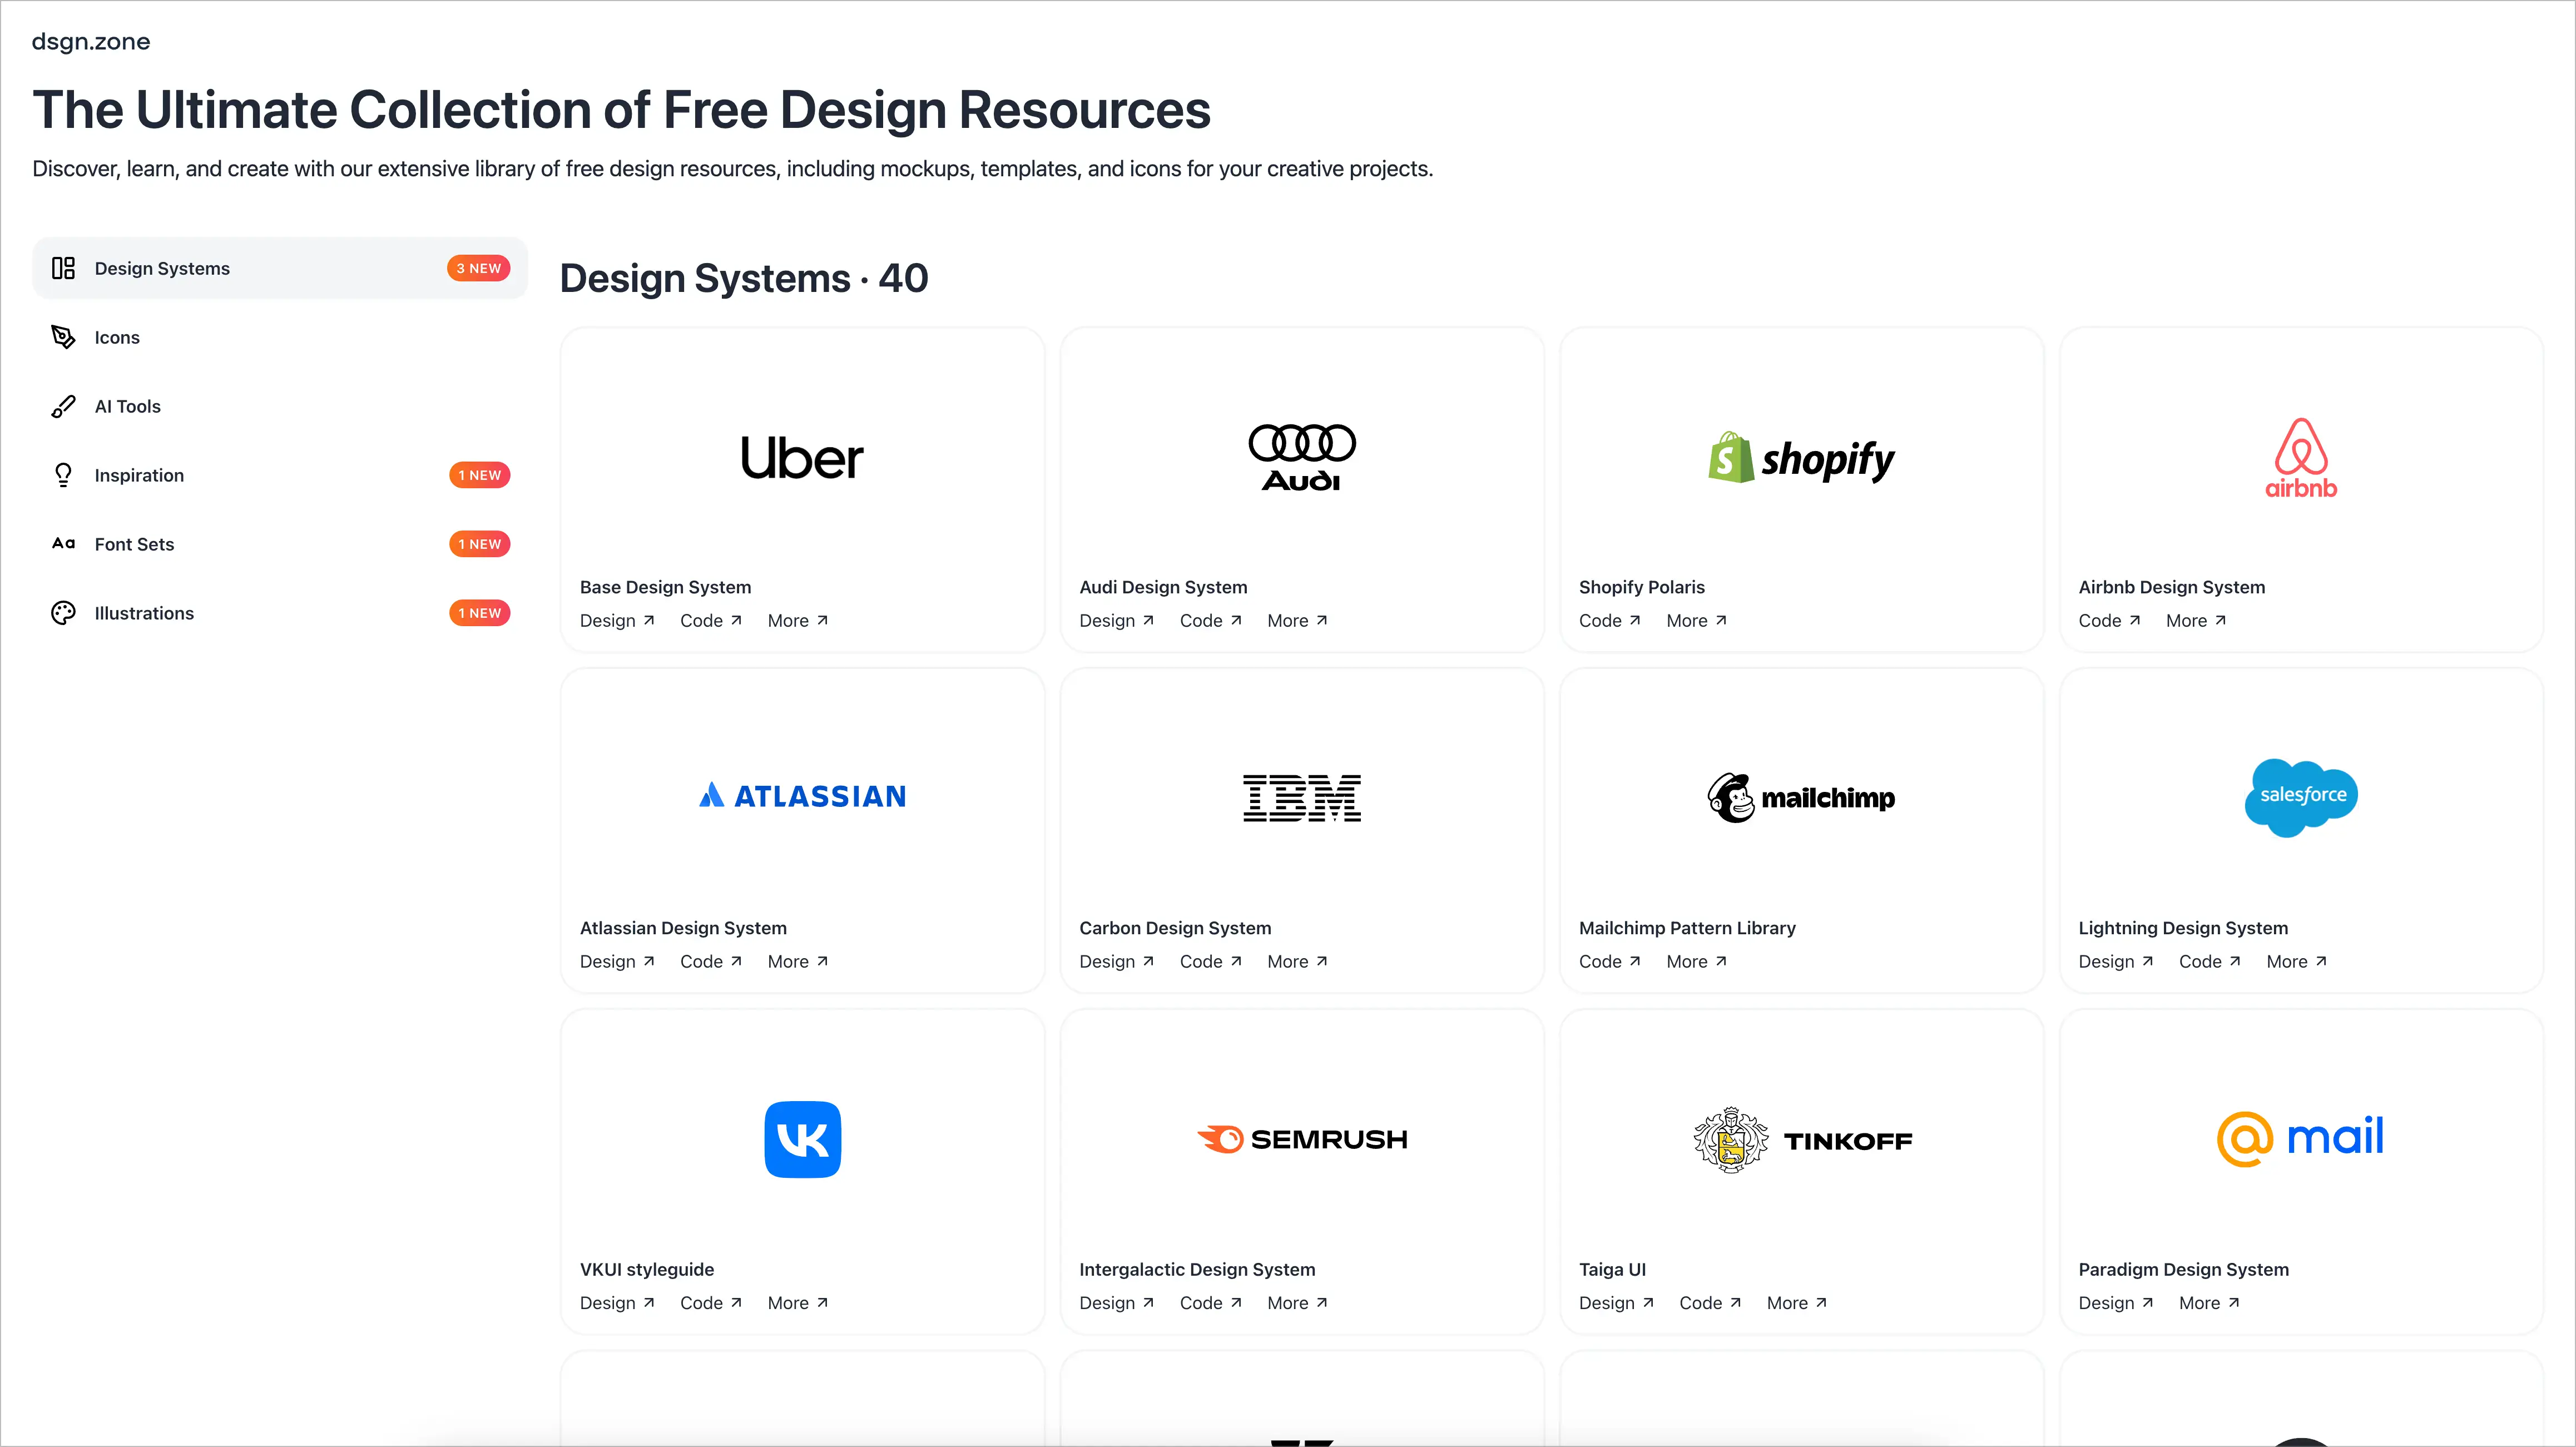 dsgn.zone
The Ultimate Collection of Free Design Resources
Discover, learn, and create with our extensive library of free design resources, including mockups, templates, and icons for your creative projects.
Design Systems 3 NEW
Icons
AI Tools
Inspiration 1 NEW
Aa Font Sets 1 NEW
Illustrations 1 NEW
Design Systems · 40
Uber
Base Design System
Design Code More
Audi
Audi Design System
Design Code More
shopify
Shopify Polaris
Code More
airbnb
Airbnb Design System
Code More
ATLASSIAN
Atlassian Design System
Design Code More
IBM
Carbon Design System
Design Code More
mailchimp
Mailchimp Pattern Library
Code More
salesforce
Lightning Design System
Design Code More
VK
VKUI styleguide
Design Code More
SEMRUSH
Intergalactic Design System
Design Code More
TINKOFF
Taiga UI
Design Code More
@ mail
Paradigm Design System
Design More